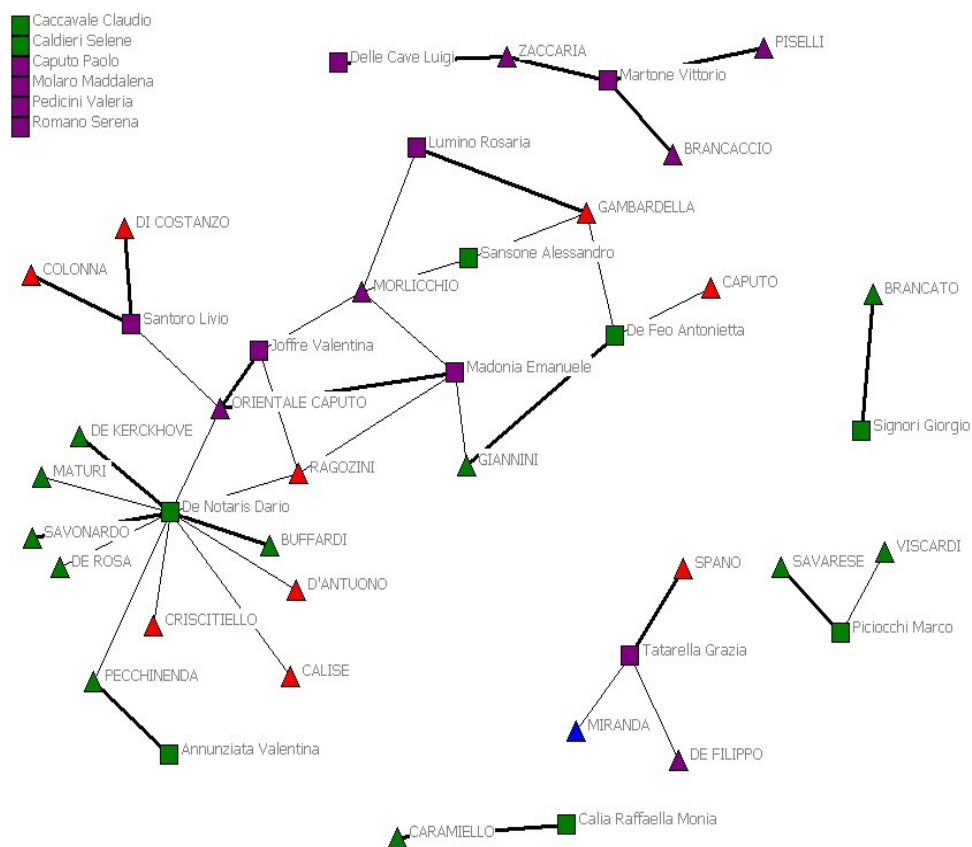 Caccavale Claudio
Caldieri Selene
Caputo Paolo
Molaro Maddalena
Pedicini Valeria
Romano Serena
ZACCARIA
PISELLI
Delle Cave Luigi
Martone Vittorio
Lumino Rosaria
BRANCACCIO
GAMBARDELLA
DI COSTANZO
Sansone Alessandro
COLONNA
CAPUTO
MORLICCHIO
BRANCATO
Santoro Livio
De Feo Antonietta
Joffre Valentina
Madonia Emanuele
ORIENTALE CAPUTO
DE KERCKHOVE
Signori Giorgio
GIANNINI
MATURI
RAGOZINI
De Notaris Dario
SAVONARDO
BUFFARDI
VISCARDI
DE ROSA
SPANO
SAVARESE
D'ANTUONO
CRISCITIELLO
Piciocchi Marco
Tatarella Grazia
PECCHINENDA
CALISE
MIRANDA
Annunziata Valentina
DE FILIPPO
Calia Raffaella Monia
CARAMIELLO